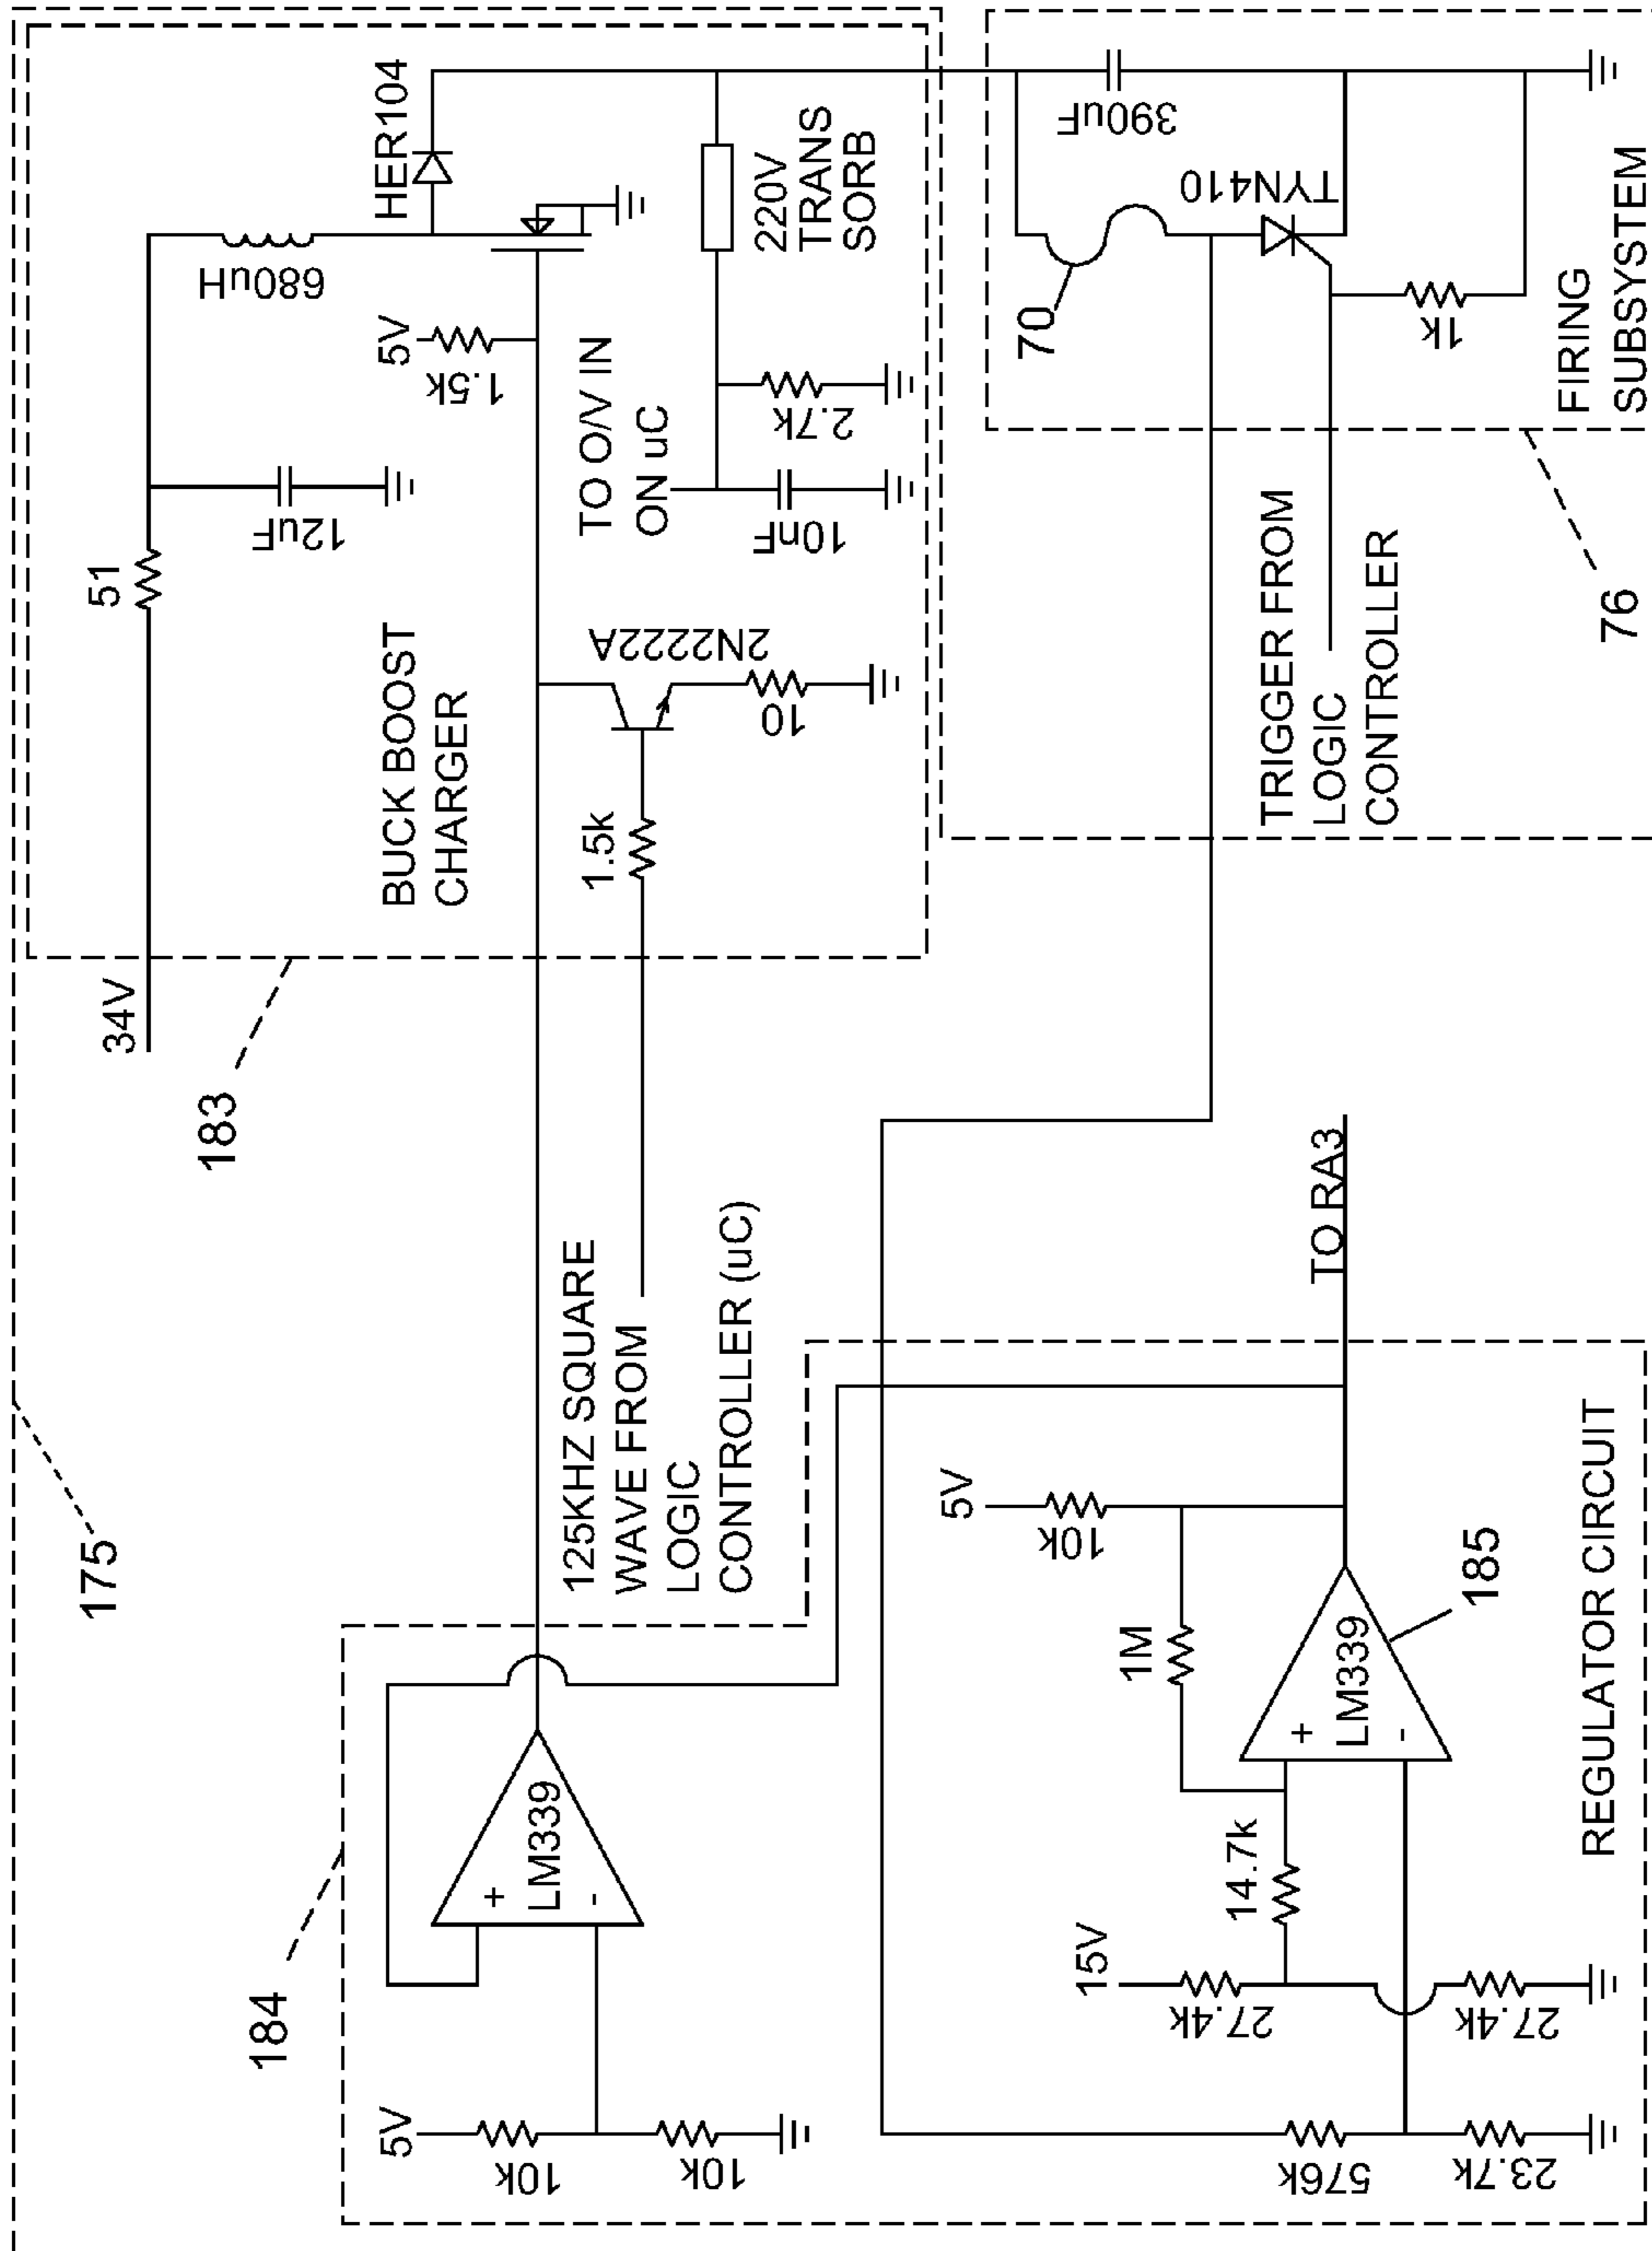 175
183
34V
51
12uF
680uH
HER104
BUCK BOOST
CHARGER
5V
1.5k
1.5k
2N2222A
10
TO O/V IN
ON uC
10nF
2.7k
220V
TRANS
SORB
125KHZ SQUARE
WAVE FROM
LOGIC
CONTROLLER (uC)
184
5V
10k
10k
+
-
LM339
15V
27.4k
27.4k
14.7k
1M
5V
10k
576k
23.7k
+
-
LM339
185
REGULATOR CIRCUIT
TO RA3
TRIGGER FROM
LOGIC
CONTROLLER
70
390uF
TYN410
1k
FIRING
SUBSYSTEM
76